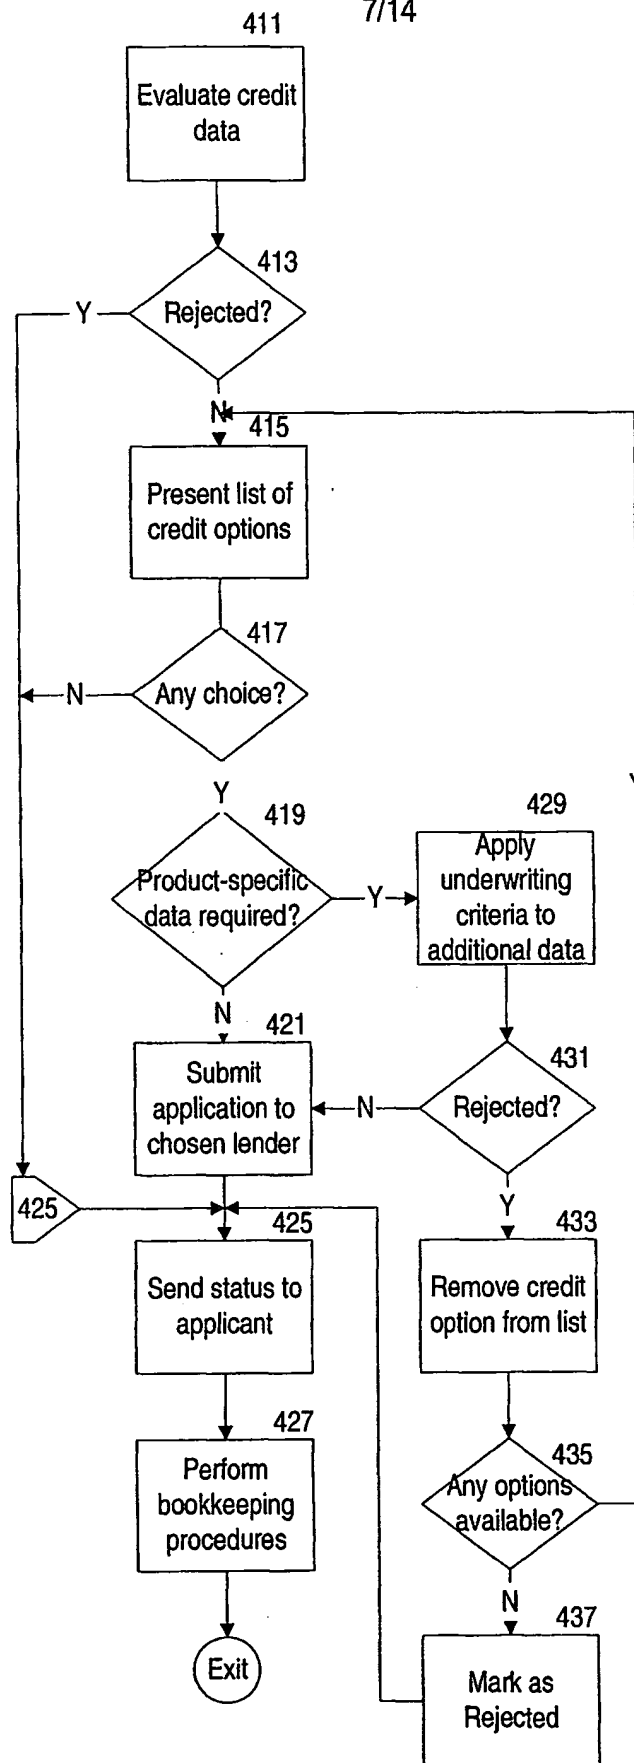 7/14
411
Evaluate credit
data
413
Rejected?
Y
N
415
Present list of
credit options
417
Any choice?
N
Y
419
Product-specific
data required?
Y
N
429
Apply
underwriting
criteria to
additional data
421
Submit
application to
chosen lender
431
Rejected?
N
Y
425
425
Send status to
applicant
433
Remove credit
option from list
427
Perform
bookkeeping
procedures
435
Any options
available?
N
Exit
437
Mark as
Rejected